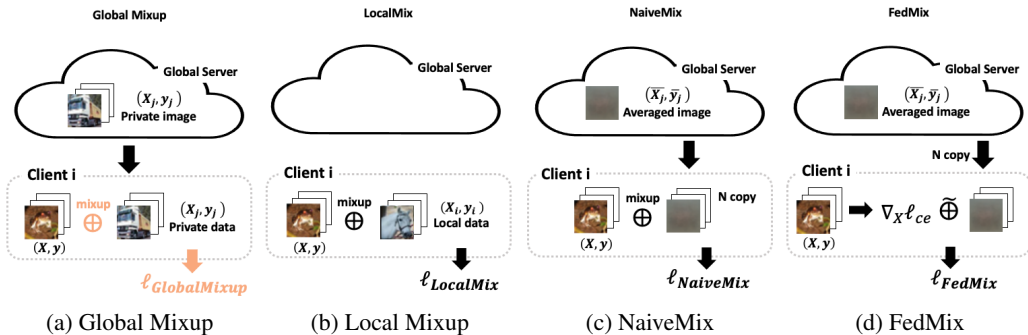 Global Mixup
Global Server
(X_j, y_j)
Private image
Client i
mixup
⊕
(X_j, y_j)
Private data
(X, y)
ℓ_GlobalMixup
(a) Global Mixup
LocalMix
Global Server
Client i
mixup
⊕
(X_i, y_i)
Local data
(X, y)
ℓ_LocalMix
(b) Local Mixup
NaiveMix
Global Server
(X̅_j, y̅_j)
Averaged image
Client i
mixup
⊕
N copy
(X, y)
ℓ_NaiveMix
(c) NaiveMix
FedMix
Global Server
(X̅_j, y̅_j)
Averaged image
N copy
Client i
∇_X ℓ_ce ⊕̃
(X, y)
ℓ_FedMix
(d) FedMix